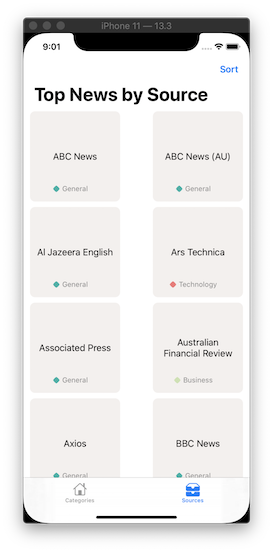 iPhone 11 — 13.3
9:01
Sort
Top News by Source
ABC News
General
ABC News (AU)
General
Al Jazeera English
General
Ars Technica
Technology
Associated Press
General
Australian
Financial Review
Business
Axios
General
BBC News
General
Categories
Sources